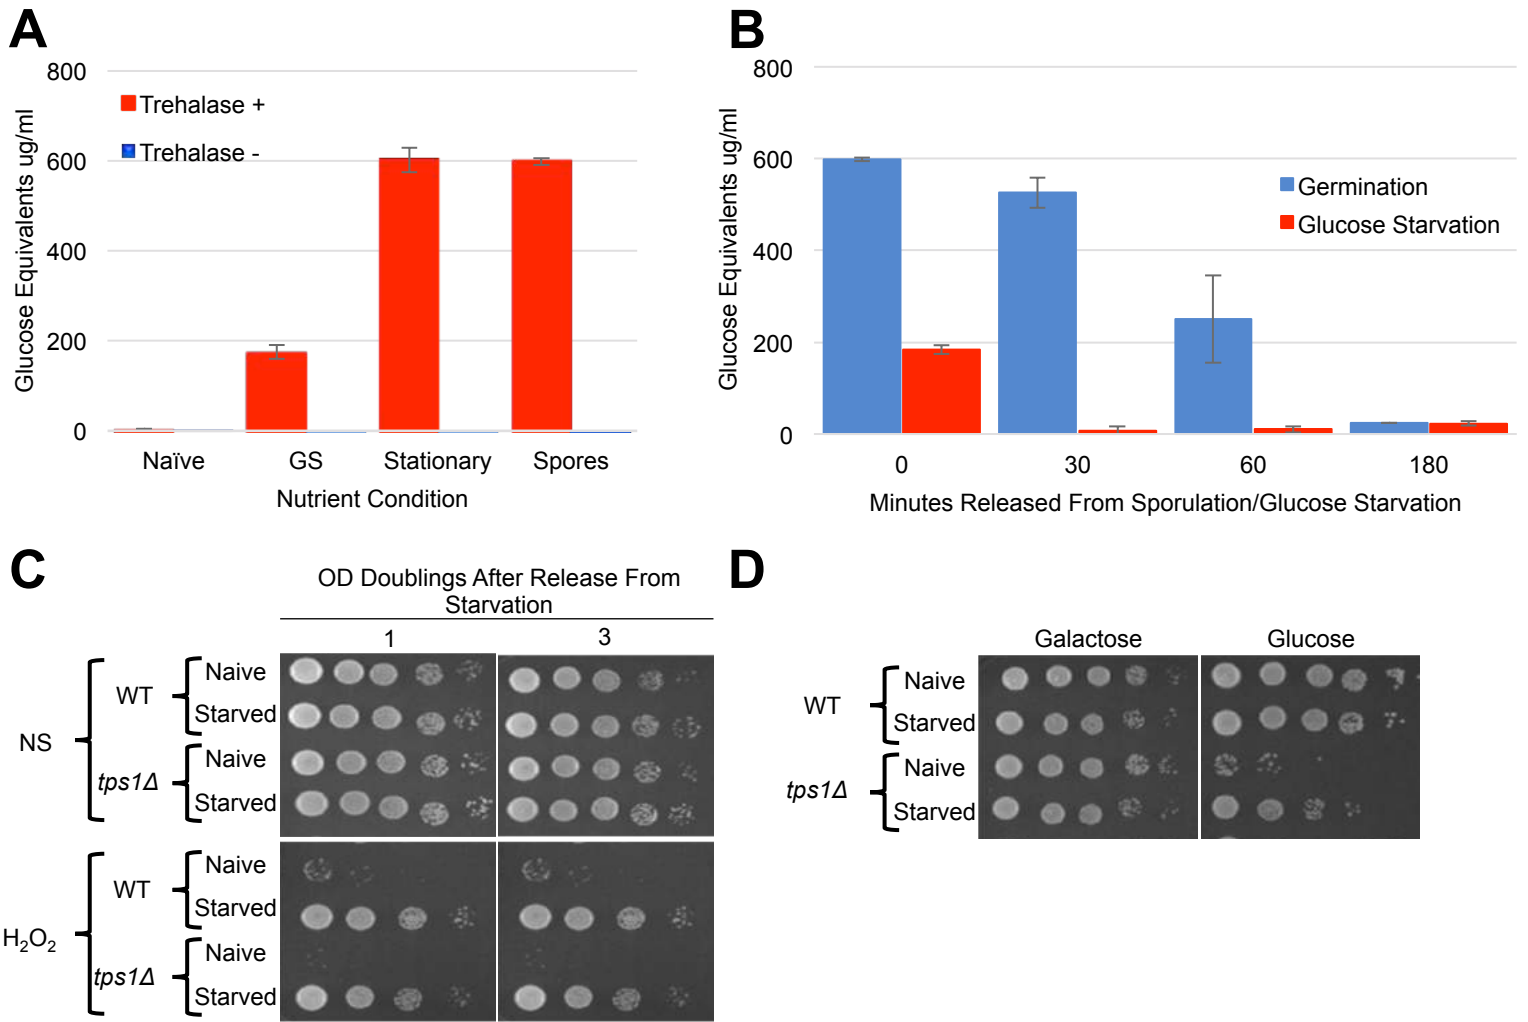 A
800
600
400
200
0
Glucose Equivalents ug/ml
Trehalase +
Trehalase -
Naïve GS Stationary Spores
Nutrient Condition
B
800
600
400
200
0
Glucose Equivalents ug/ml
Germination
Glucose Starvation
0 30 60 180
Minutes Released From Sporulation/Glucose Starvation
C
OD Doublings After Release From
Starvation
1 3
NS
WT
Naive
Starved
tps1Δ
Naive
Starved
H2O2
WT
Naive
Starved
tps1Δ
Naive
Starved
D
Galactose Glucose
WT
Naive
Starved
tps1Δ
Naive
Starved